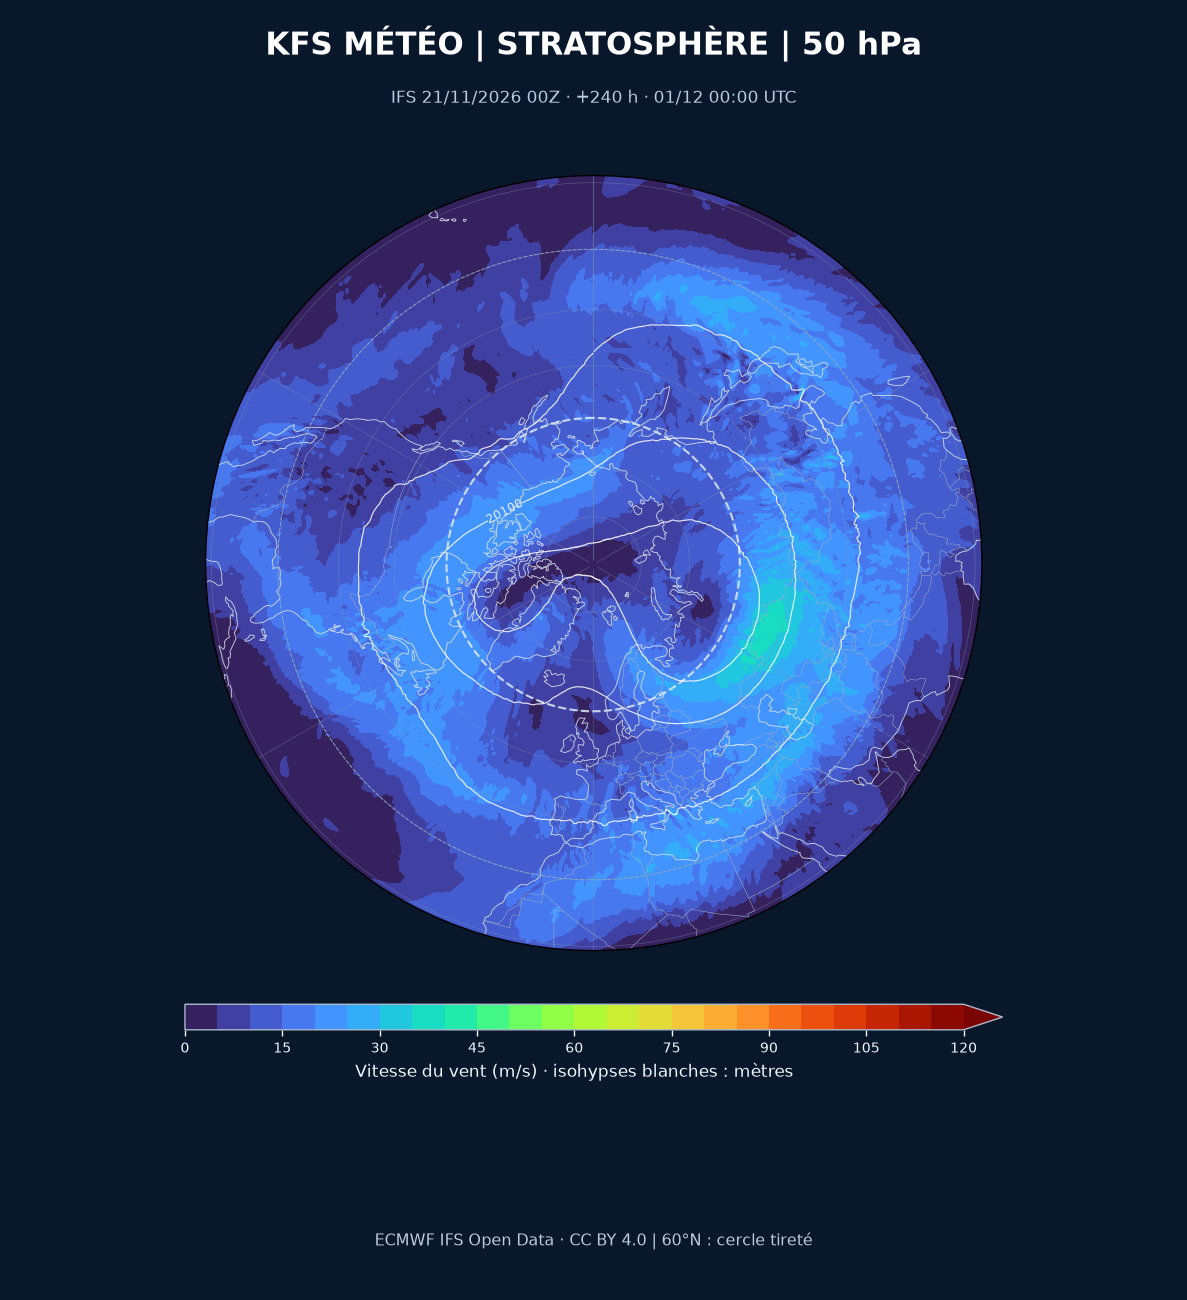 KFS MÉTÉO | STRATOSPHÈRE | 50 hPa
IFS 21/11/2026 00Z · +240 h · 01/12 00:00 UTC
20100
0 15 30 45 60 75 90 105 120
Vitesse du vent (m/s) · isohypses blanches : mètres
ECMWF IFS Open Data · CC BY 4.0 | 60°N : cercle tireté